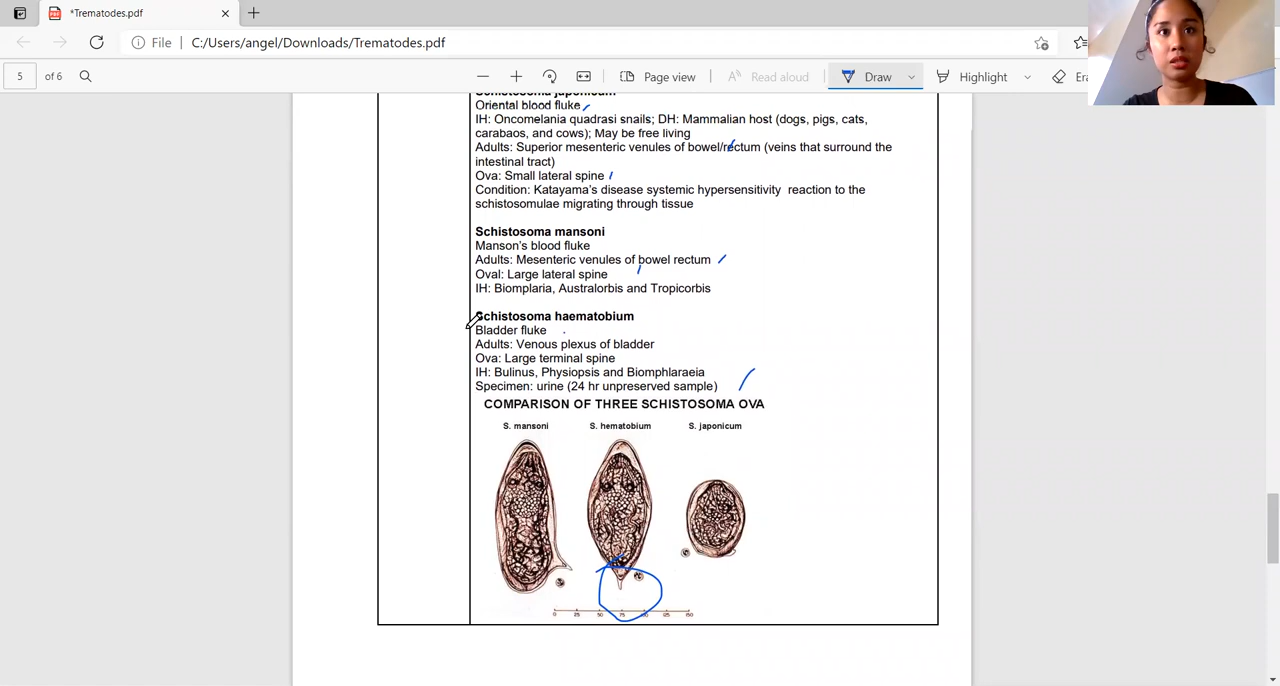 *Trematodes.pdf
File C:/Users/angel/Downloads/Trematodes.pdf
5 of 6 Page view Read aloud Draw Highlight
Schistosoma japonicum
Oriental blood fluke
IH: Oncomelania quadrasi snails; DH: Mammalian host (dogs, pigs, cats,
carabaos, and cows); May be free living
Adults: Superior mesenteric venules of bowel/rectum (veins that surround the
intestinal tract)
Ova: Small lateral spine
Condition: Katayama's disease systemic hypersensitivity reaction to the
schistosomulae migrating through tissue
Schistosoma mansoni
Manson's blood fluke
Adults: Mesenteric venules of bowel rectum
Oval: Large lateral spine
IH: Biomplaria, Australorbis and Tropicorbis
Schistosoma haematobium
Bladder fluke
Adults: Venous plexus of bladder
Ova: Large terminal spine
IH: Bulinus, Physiopsis and Biomphlaraeia
Specimen: urine (24 hr unpreserved sample)
COMPARISON OF THREE SCHISTOSOMA OVA
S. mansoni S. hematobium S. japonicum
0 25 50 75